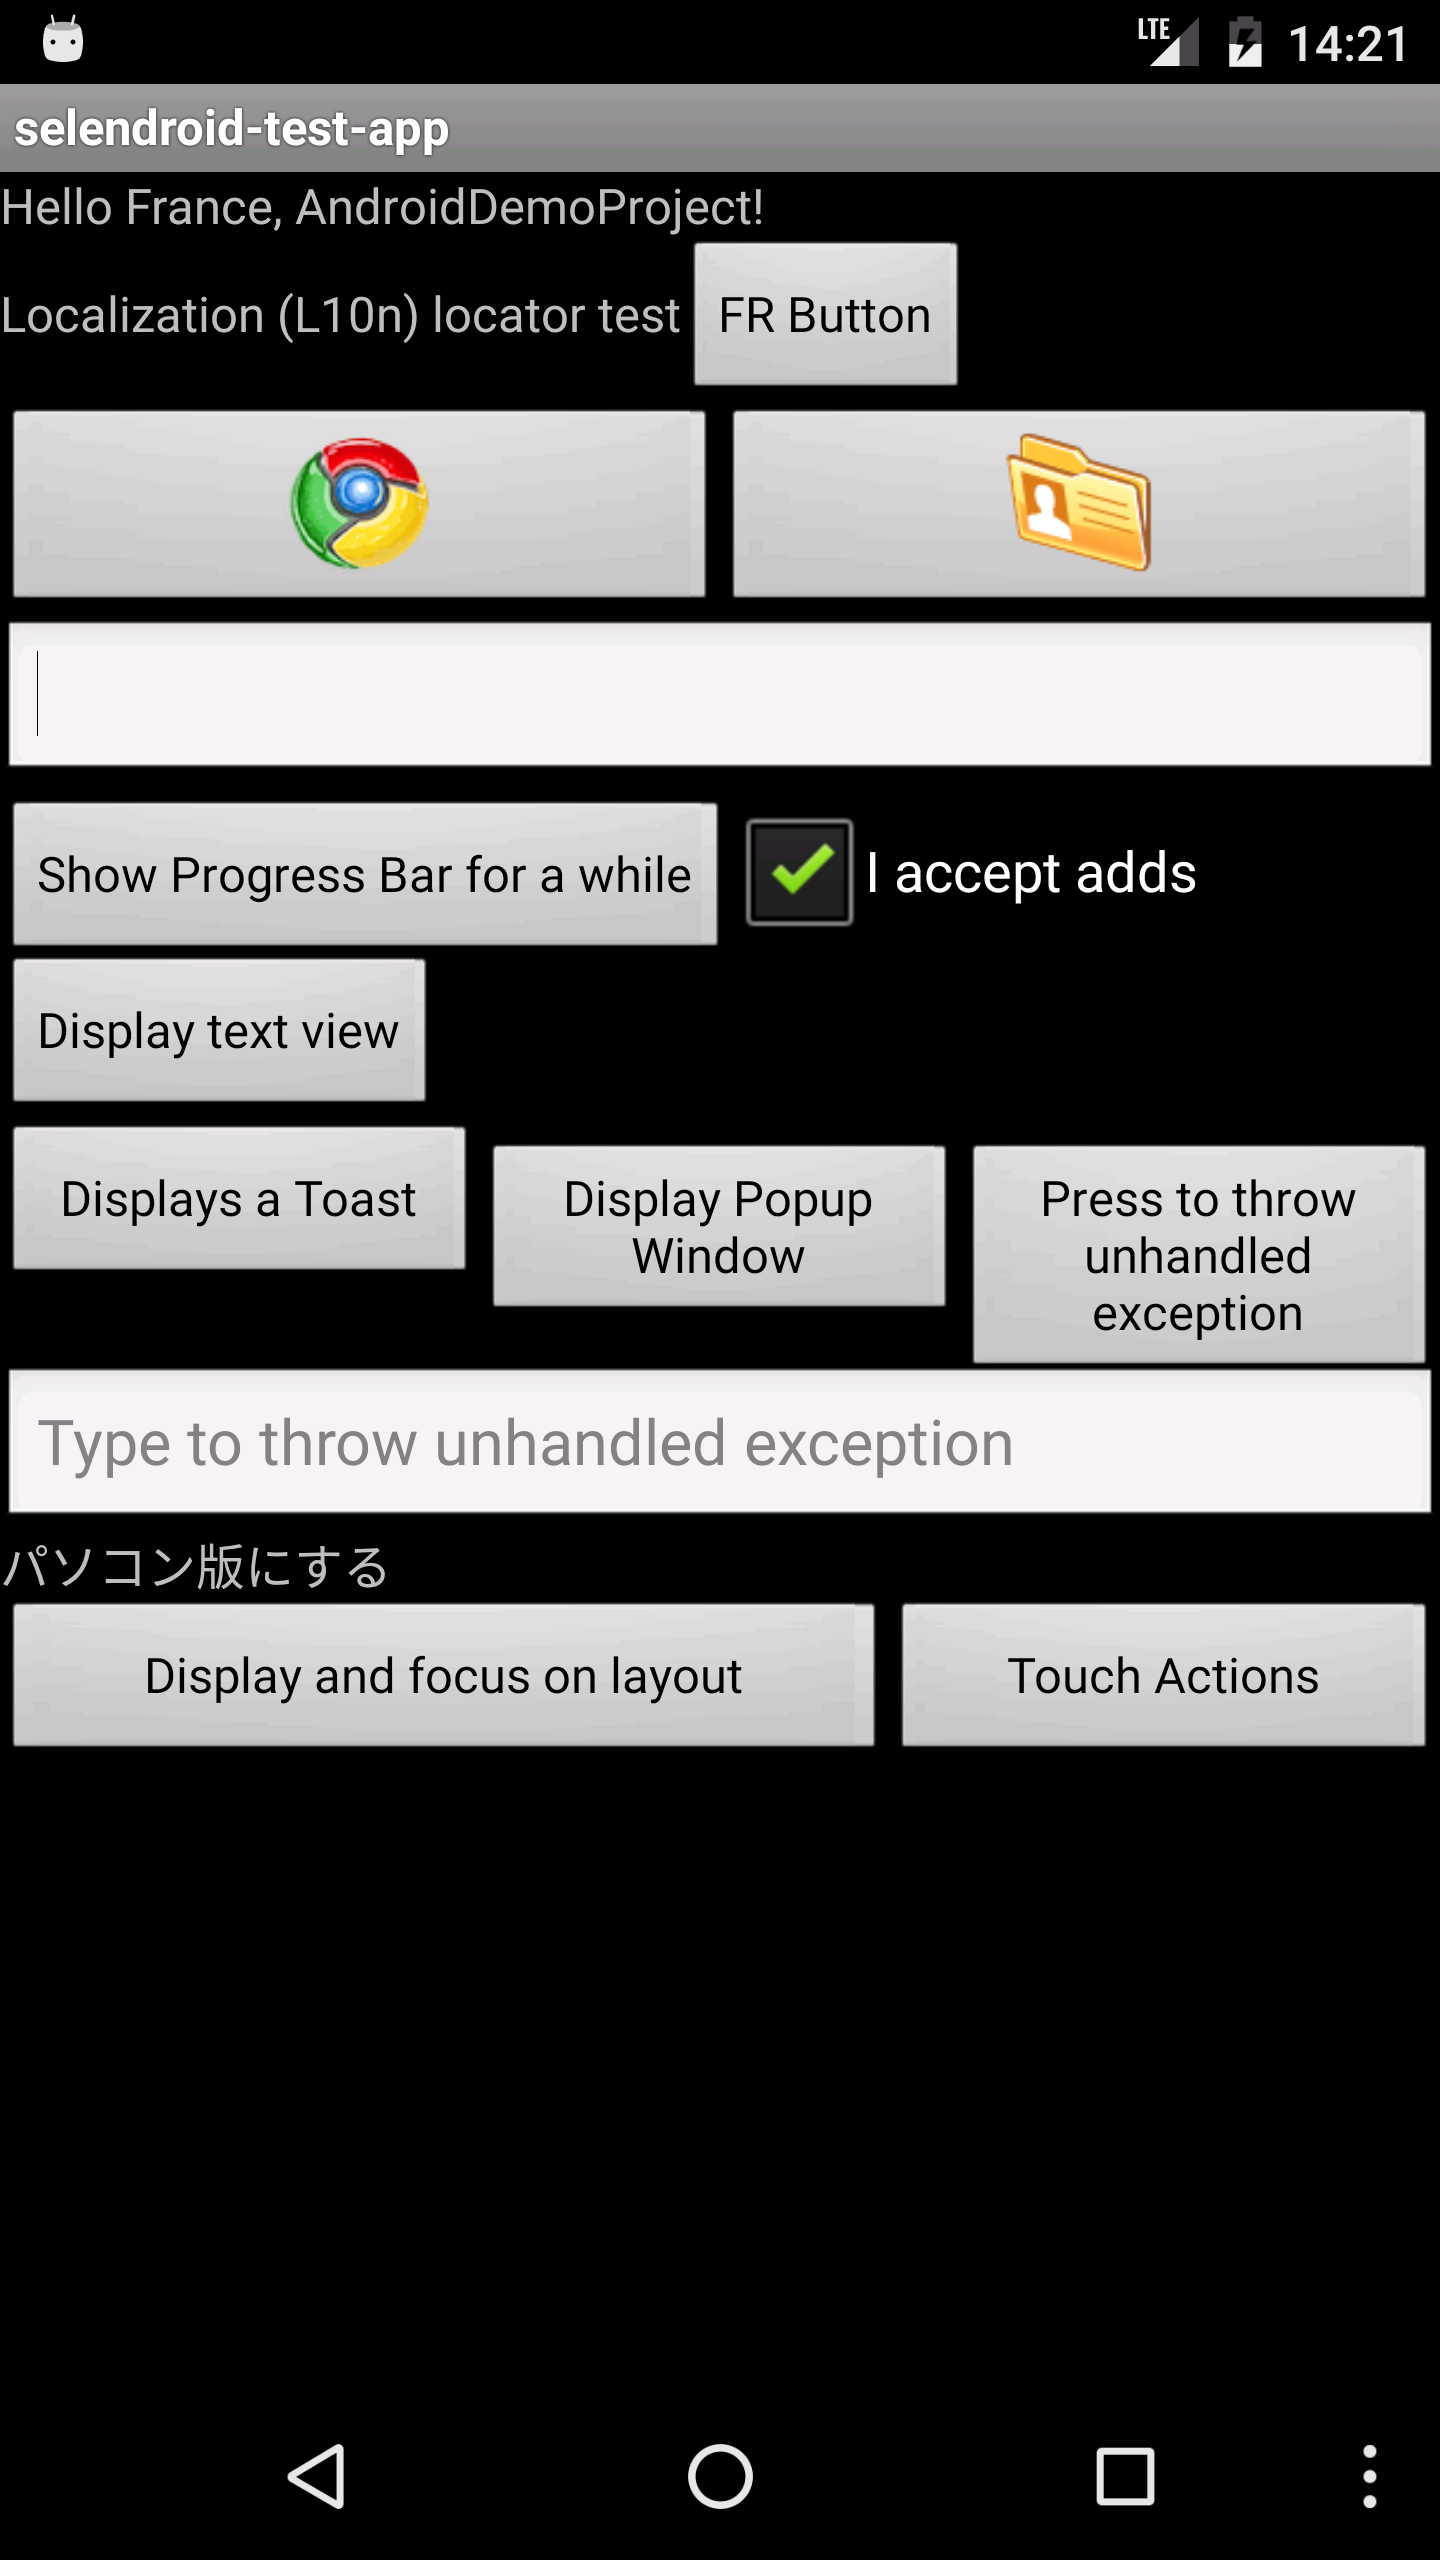 LTE 14:21
selendroid-test-app
Hello France, AndroidDemoProject!
Localization (L10n) locator test FR Button
Show Progress Bar for a while I accept adds
Display text view
Displays a Toast
Display Popup
Window
Press to throw
unhandled
exception
Type to throw unhandled exception
パソコン版にする
Display and focus on layout Touch Actions